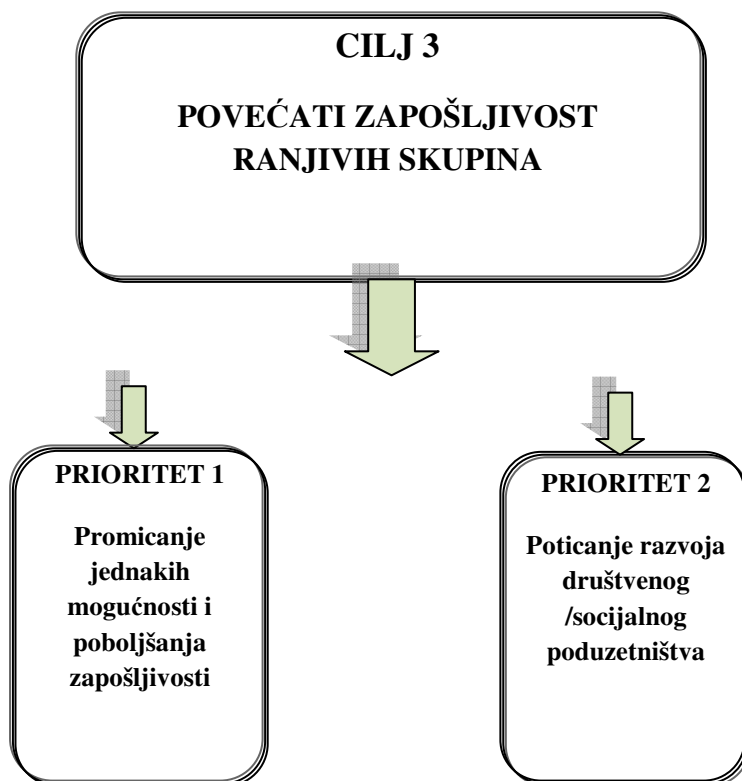 CILJ 3
POVEĆATI ZAPOŠLJIVOST
RANJIVIH SKUPINA
PRIORITET 1
Promicanje
jednakih
mogućnosti i
poboljšanja
zapošljivosti
PRIORITET 2
Poticanje razvoja
društvenog
/socijalnog
poduzetništva